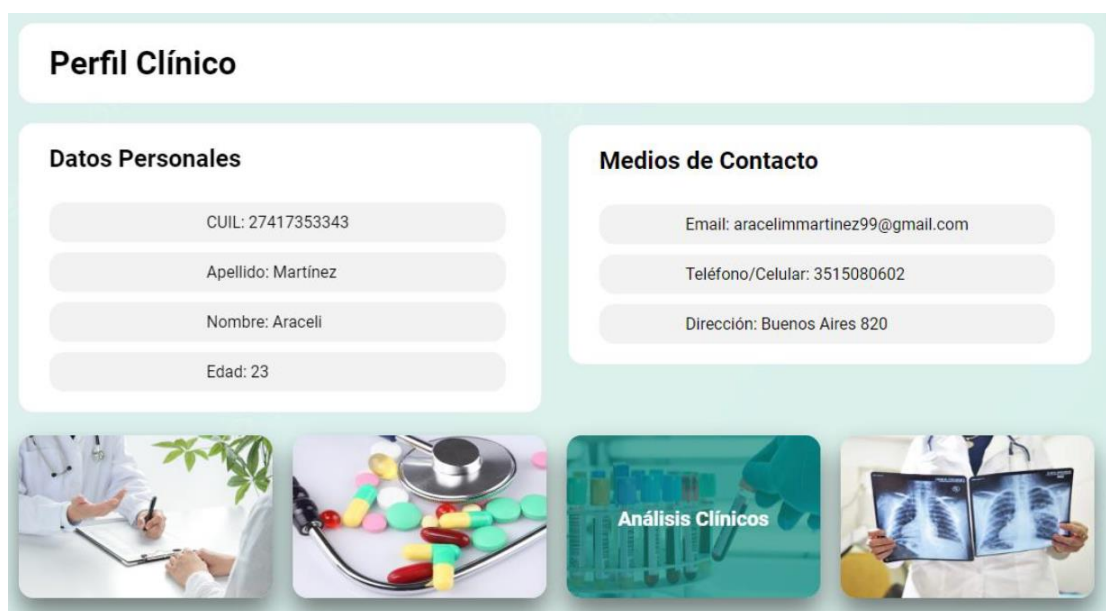 Perfil Clínico
Datos Personales
CUIL: 27417353343
Apellido: Martínez
Nombre: Araceli
Edad: 23
Medios de Contacto
Email: aracelimmartinez99@gmail.com
Teléfono/Celular: 3515080602
Dirección: Buenos Aires 820
Análisis Clínicos